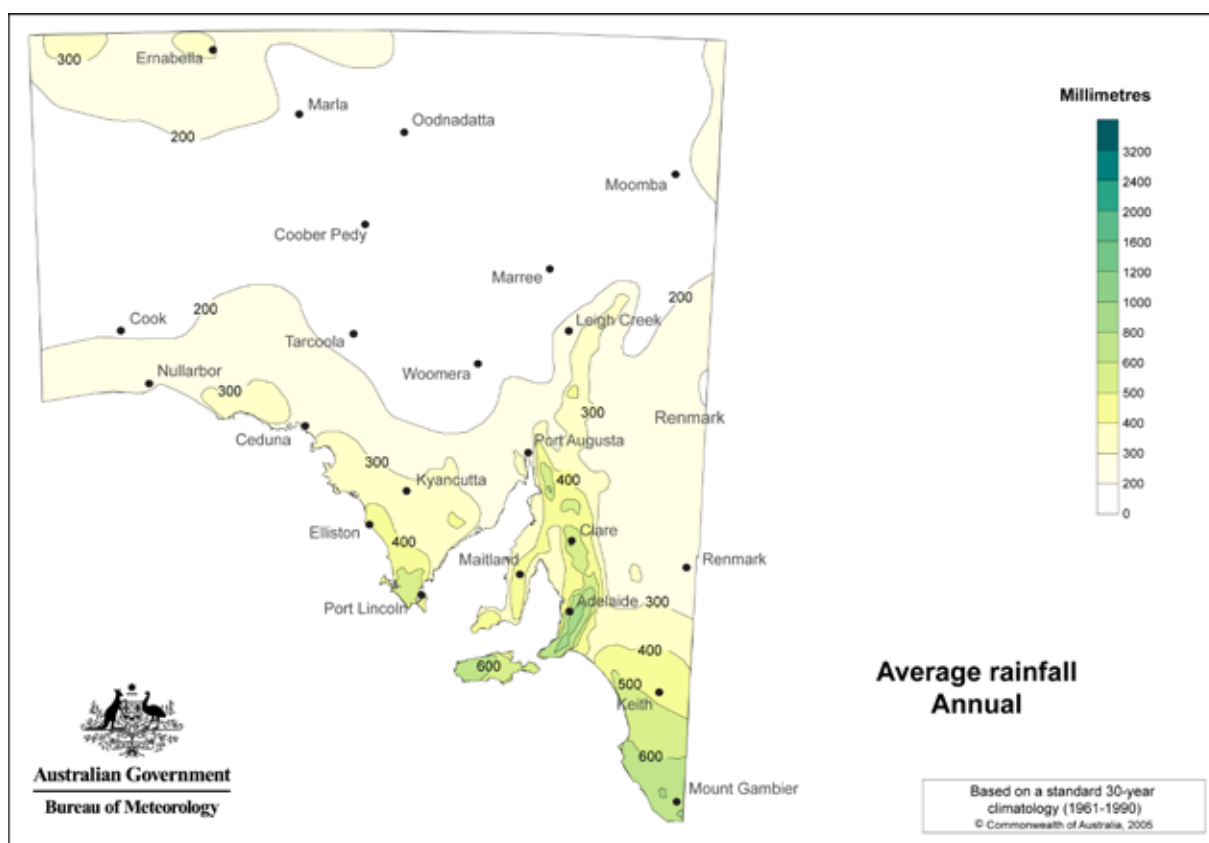 300
Ernabella
300
Marla
200
Oodnadatta
Moomba
Coober Pedy
Marree
200
200
Cook
Leigh Creek
Tarcoola
Woomera
Nullarbor
300
300
Renmark
Ceduna
Port Augusta
300
Kyancutta
400
Elliston
Clare
400
Maitland
Renmark
Port Lincoln
Adelaide
300
400
600
500
Keith
600
Mount Gambier
Millimetres
3200
2400
2000
1600
1200
1000
800
600
500
400
300
200
0
Average rainfall
Annual
Australian Government
Bureau of Meteorology
Based on a standard 30-year
climatology (1961-1990)
© Commonwealth of Australia, 2005